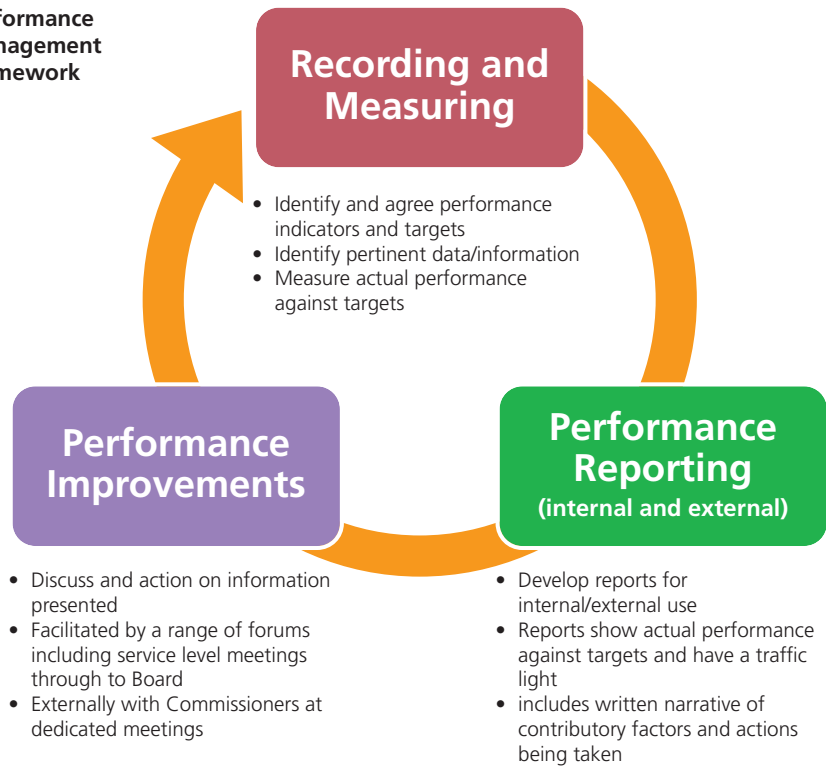 formance
nagement
mework
Recording and
Measuring
• Identify and agree performance
indicators and targets
• Identify pertinent data/information
• Measure actual performance
against targets
Performance
Improvements
Performance
Reporting
(internal and external)
• Discuss and action on information
presented
• Facilitated by a range of forums
including service level meetings
through to Board
• Externally with Commissioners at
dedicated meetings
• Develop reports for
internal/external use
• Reports show actual performance
against targets and have a traffic
light
• includes written narrative of
contributory factors and actions
being taken